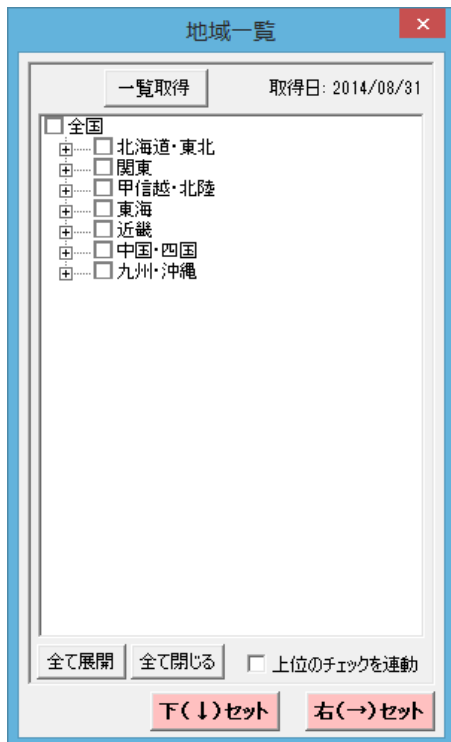 地域一覧
一覧取得 取得日: 2014/08/31
全国
北海道・東北
関東
甲信越・北陸
東海
近畿
中国・四国
九州・沖縄
全て展開 全て閉じる 上位のチェックを連動
下(↓)セット 右(→)セット